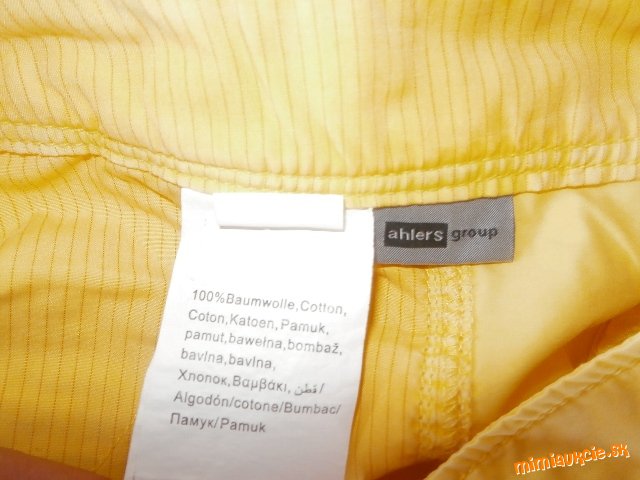 ahlers group
100%Baumwolle,Cotton,
Coton,Katoen,Pamuk,
pamut,bawełna,bombaž,
bavlna,bavlna,
Хлопок,Βαμβάκι,قطن/
Algodón/cotone/Bumbac/
Памук/Pamuk
mimiaukcie.sk